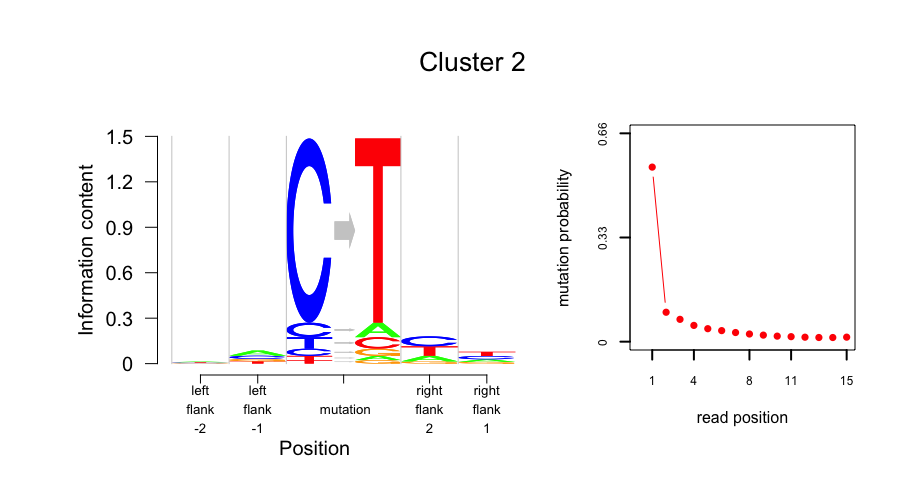 Cluster 2
Information content
1.5
1.2
0.9
0.6
0.3
0
C T
C A
T C
C G
T A
T G
A C T G
C T A
T C A
left flank -2
left flank -1
mutation
right flank 2
right flank 1
Position
mutation probability
0.66
0.33
0
1 4 8 11 15
read position